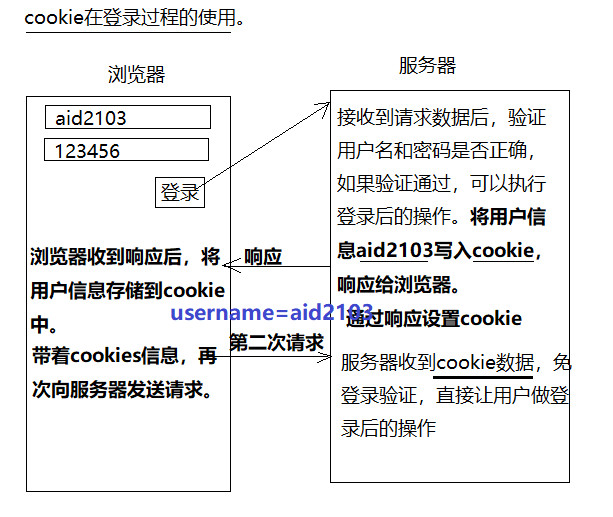 cookie在登录过程的使用。
浏览器
服务器
aid2103
123456
登录
接收到请求数据后，验证
用户名和密码是否正确，
如果验证通过，可以执行
登录后的操作。将用户信
息aid2103写入cookie，
响应给浏览器。
通过响应设置cookie
响应
浏览器收到响应后，将
用户信息存储到cookie
中。
username=aid2103
第二次请求
带着cookies信息，再
次向服务器发送请求。
服务器收到cookie数据，免
登录验证，直接让用户做登
录后的操作